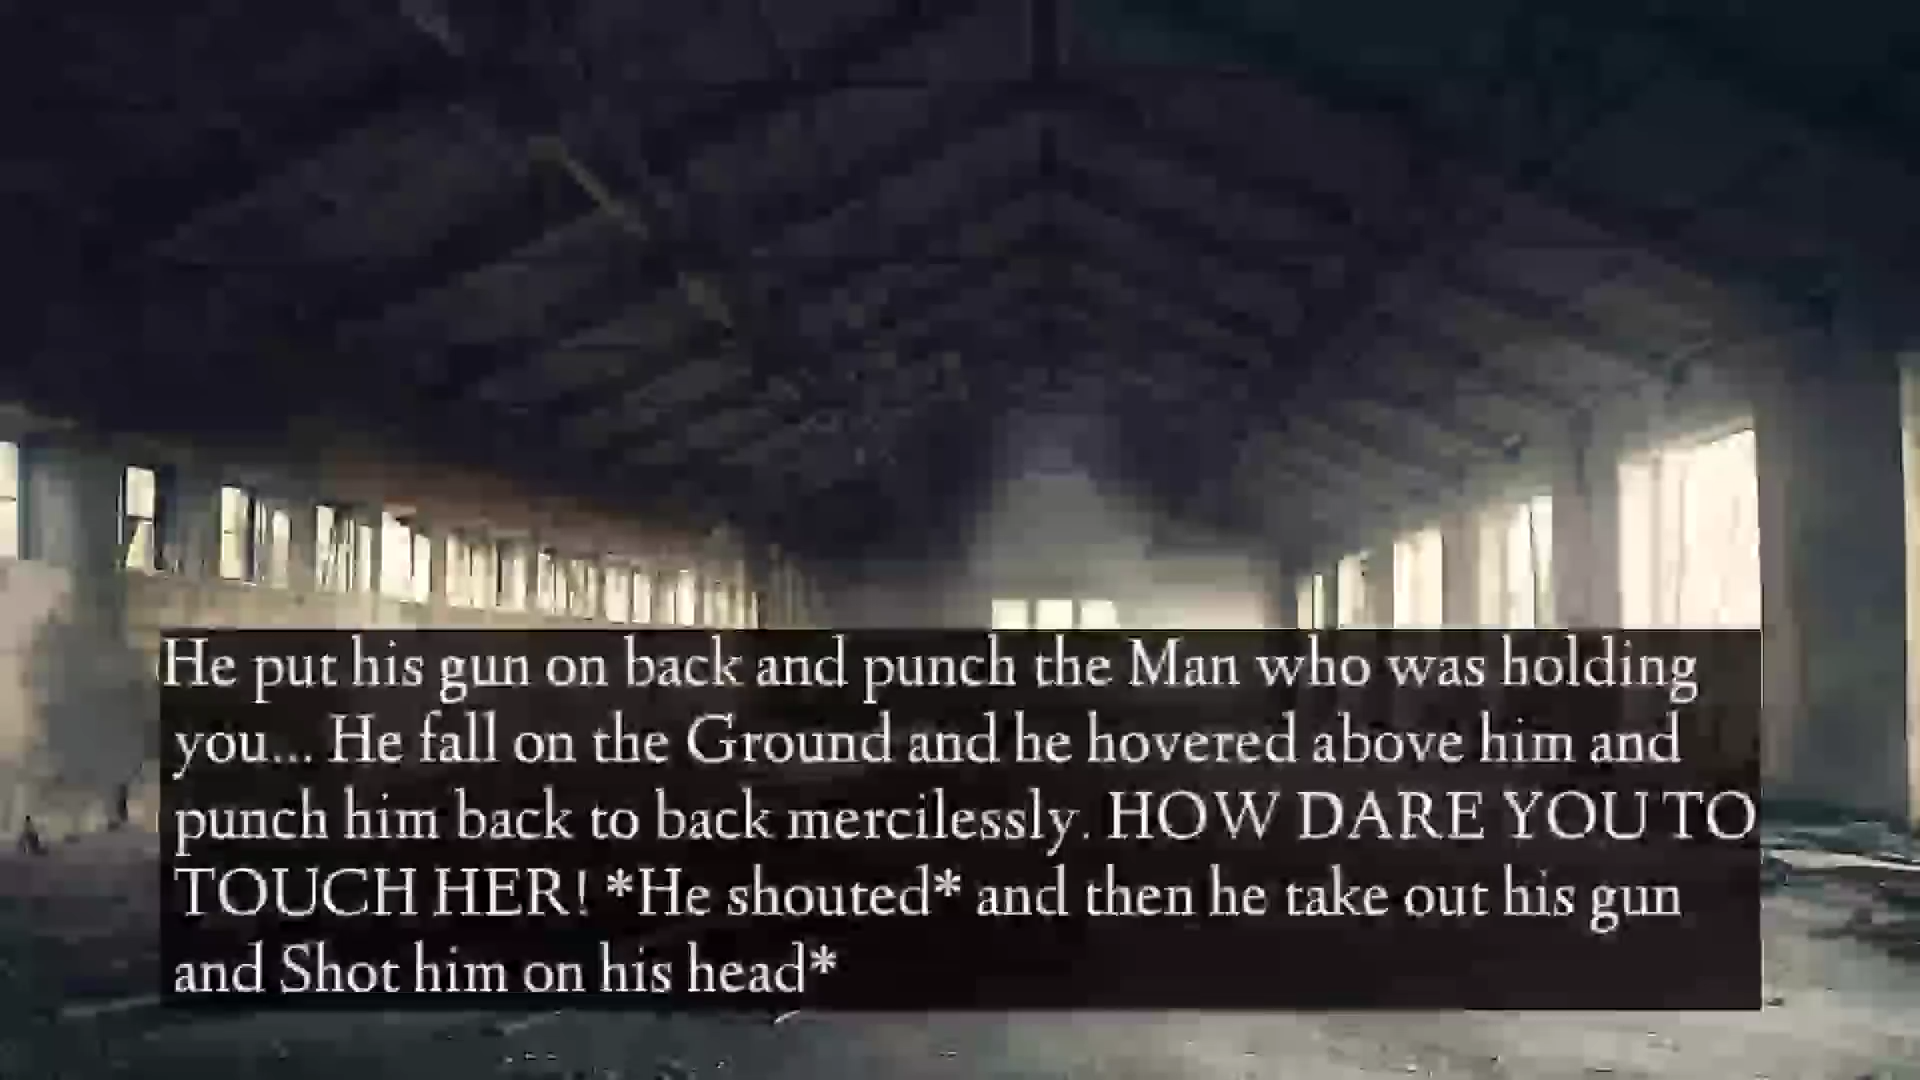 He put his gun on back and punch the Man who was holding
you... He fall on the Ground and he hovered above him and
punch him back to back mercilessly. HOW DARE YOU TO
TOUCH HER! *He shouted* and then he take out his gun
and Shot him on his head*